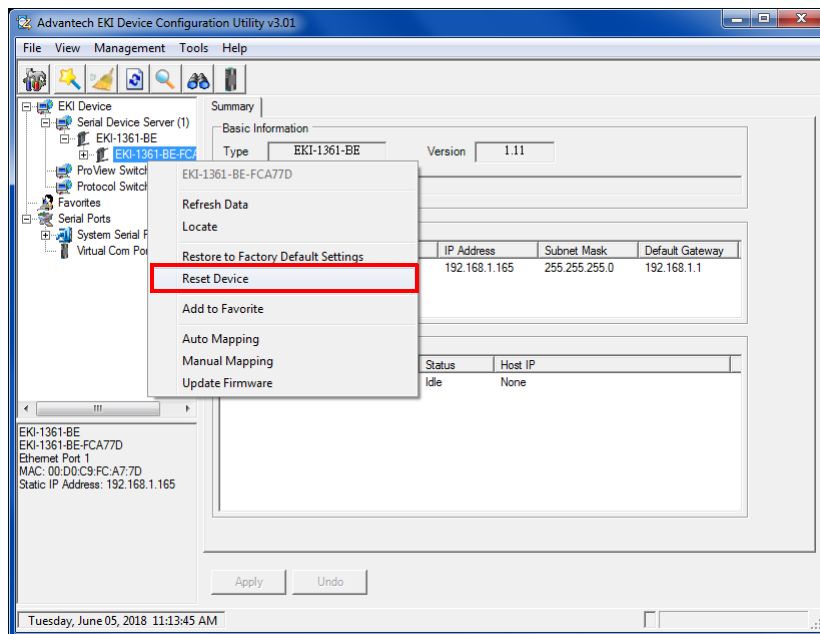 Advantech EKI Device Configuration Utility v3.01
File View Management Tools Help
EKI Device
Serial Device Server (1)
EKI-1361-BE
EKI-1361-BE-FCA
ProView Switch
Protocol Switch
Favorites
Serial Ports
System Serial P
Virtual Com Por
Summary
Basic Information
Type EKI-1361-BE Version 1.11
EKI-1361-BE-FCA77D
Refresh Data
Locate
Restore to Factory Default Settings
Reset Device
Add to Favorite
Auto Mapping
Manual Mapping
Update Firmware
IP Address Subnet Mask Default Gateway
192.168.1.165 255.255.255.0 192.168.1.1
Status Host IP
Idle None
EKI-1361-BE
EKI-1361-BE-FCA77D
Ethernet Port 1
MAC: 00:D0:C9:FC:A7:7D
Static IP Address: 192.168.1.165
Apply Undo
Tuesday, June 05, 2018 11:13:45 AM